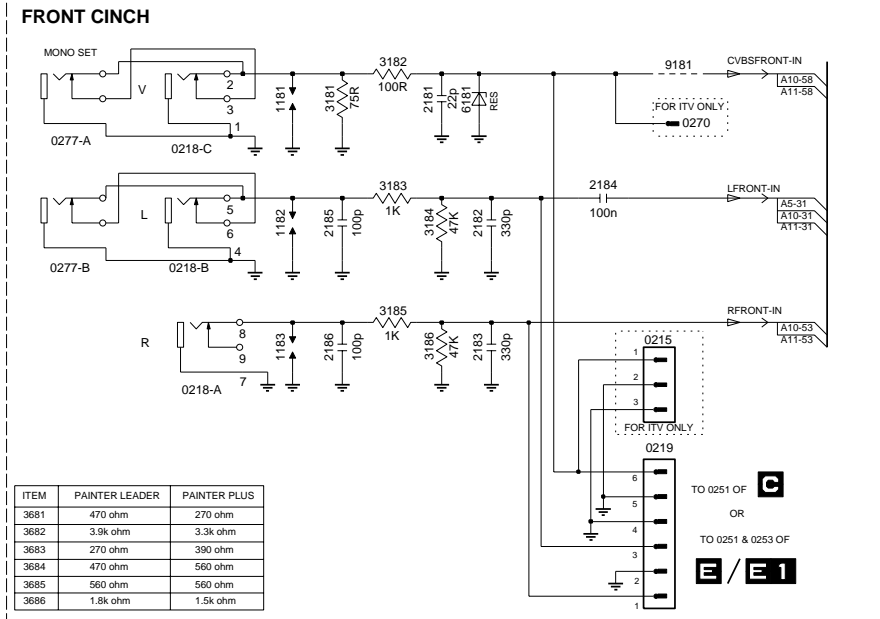 FRONT CINCH
MONO SET
V
0277-A
0218-C
2
3
1
1181
3181
75R
3182
100R
2181
22p
6181
RES
9181
CVBSFRONT-IN
A10-58
A11-58
FOR ITV ONLY
0270
L
0277-B
0218-B
5
6
4
1182
2185
100p
3183
1K
3184
47K
2182
330p
2184
100n
LFRONT-IN
A5-31
A10-31
A11-31
R
0218-A
8
9
7
1183
2186
100p
3185
1K
3186
47K
2183
330p
RFRONT-IN
A10-53
A11-53
0215
1
2
3
FOR ITV ONLY
0219
6
5
4
3
2
1
TO 0251 OF C
OR
TO 0251 & 0253 OF
E / E1
ITEM PAINTER LEADER PAINTER PLUS
3681 470 ohm 270 ohm
3682 3.9k ohm 3.3k ohm
3683 270 ohm 390 ohm
3684 470 ohm 560 ohm
3685 560 ohm 560 ohm
3686 1.8k ohm 1.5k ohm